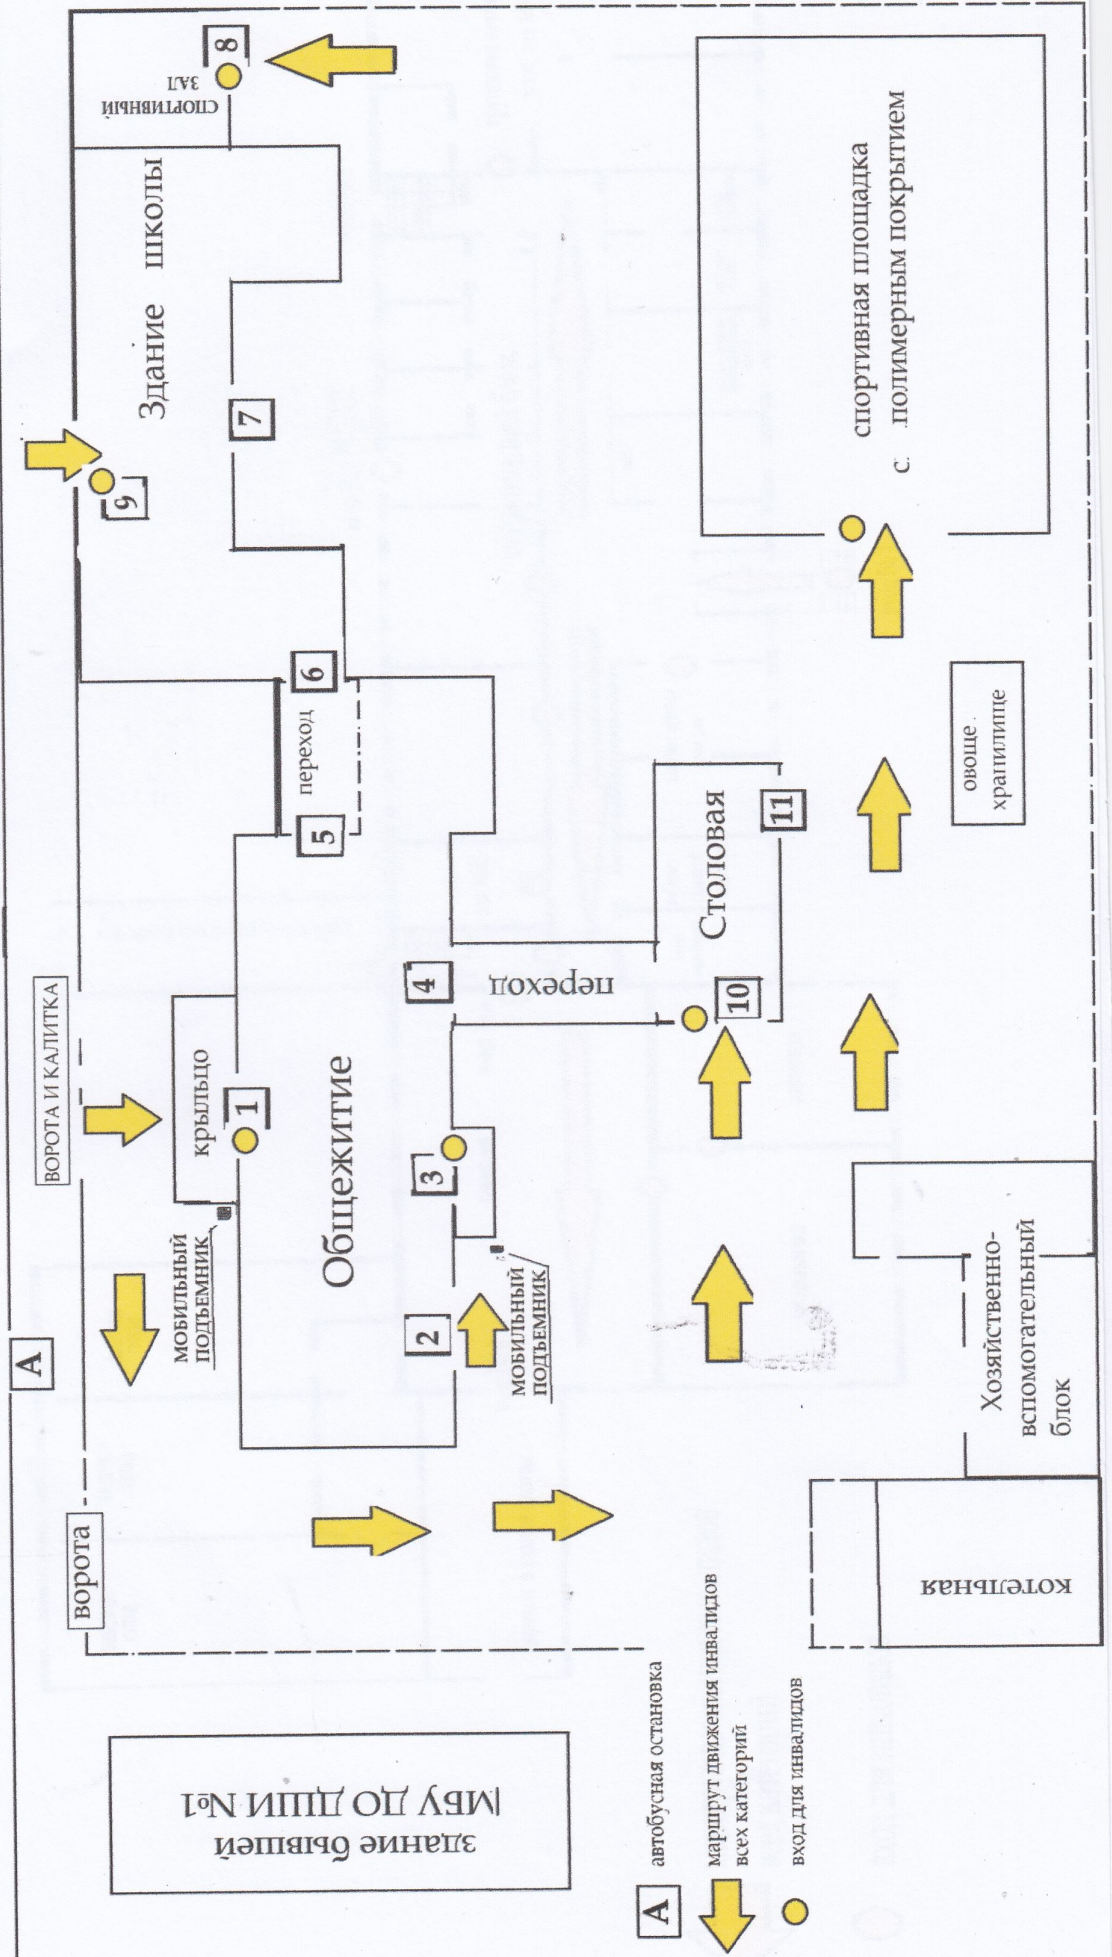 А
ВОРОТА И КАЛИТКА
ворота
крыльцо
МОБИЛЬНЫЙ
ПОДЪЕМНИК
1
Общежитие
2
3
МОБИЛЬНЫЙ
ПОДЪЕМНИК
4
5
переход
6
Здание школы
7
СПОРТИВНЫЙ
ЗАЛ
8
9
переход
Столовая
10
11
спортивная площадка
с .полимерным покрытием
овоще.
храпилище
Хозяйственно-
вспомогательный
блок
котельная
здание бывшей
МБУ ДО ДШИ №1
А
автобусная остановка
маршрут движения инвалидов
всех категорий
вход для инвалидов